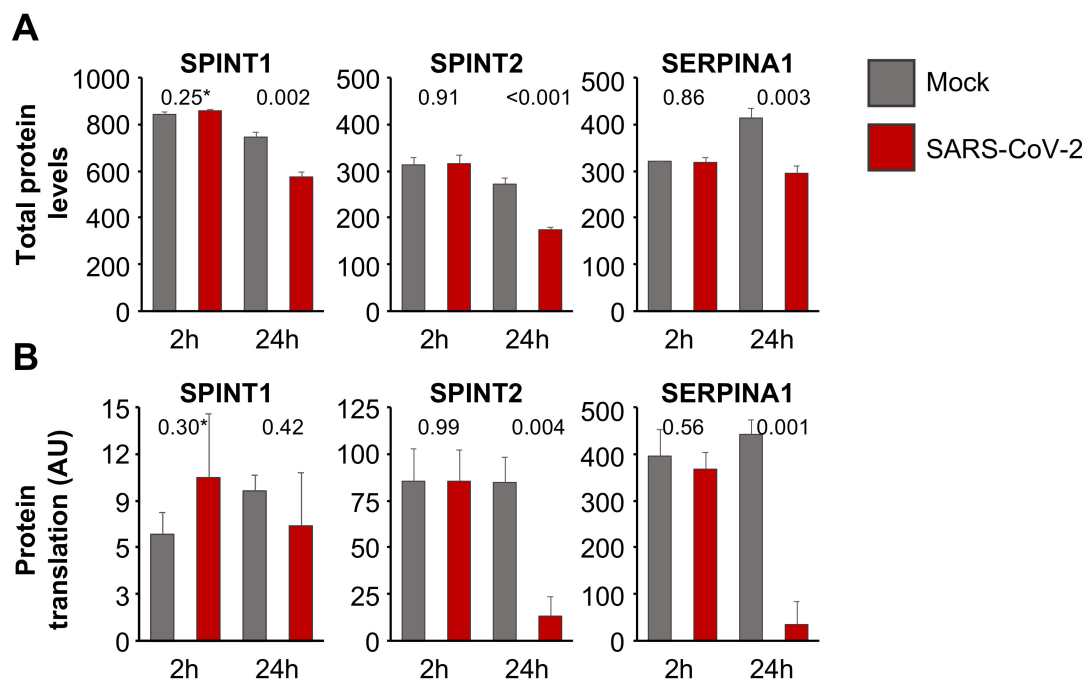 A
SPINT1
SPINT2
SERPINA1
Mock
SARS-CoV-2
Total protein
levels
1000
800
600
400
200
0
0.25*
0.002
2h
24h
500
400
300
200
100
0
0.91
<0.001
2h
24h
500
400
300
200
100
0
0.86
0.003
2h
24h
B
SPINT1
SPINT2
SERPINA1
Protein
translation (AU)
15
12
9
5
3
0
0.30*
0.42
2h
24h
125
100
75
50
25
0
0.99
0.004
2h
24h
500
400
300
200
100
0
0.56
0.001
2h
24h